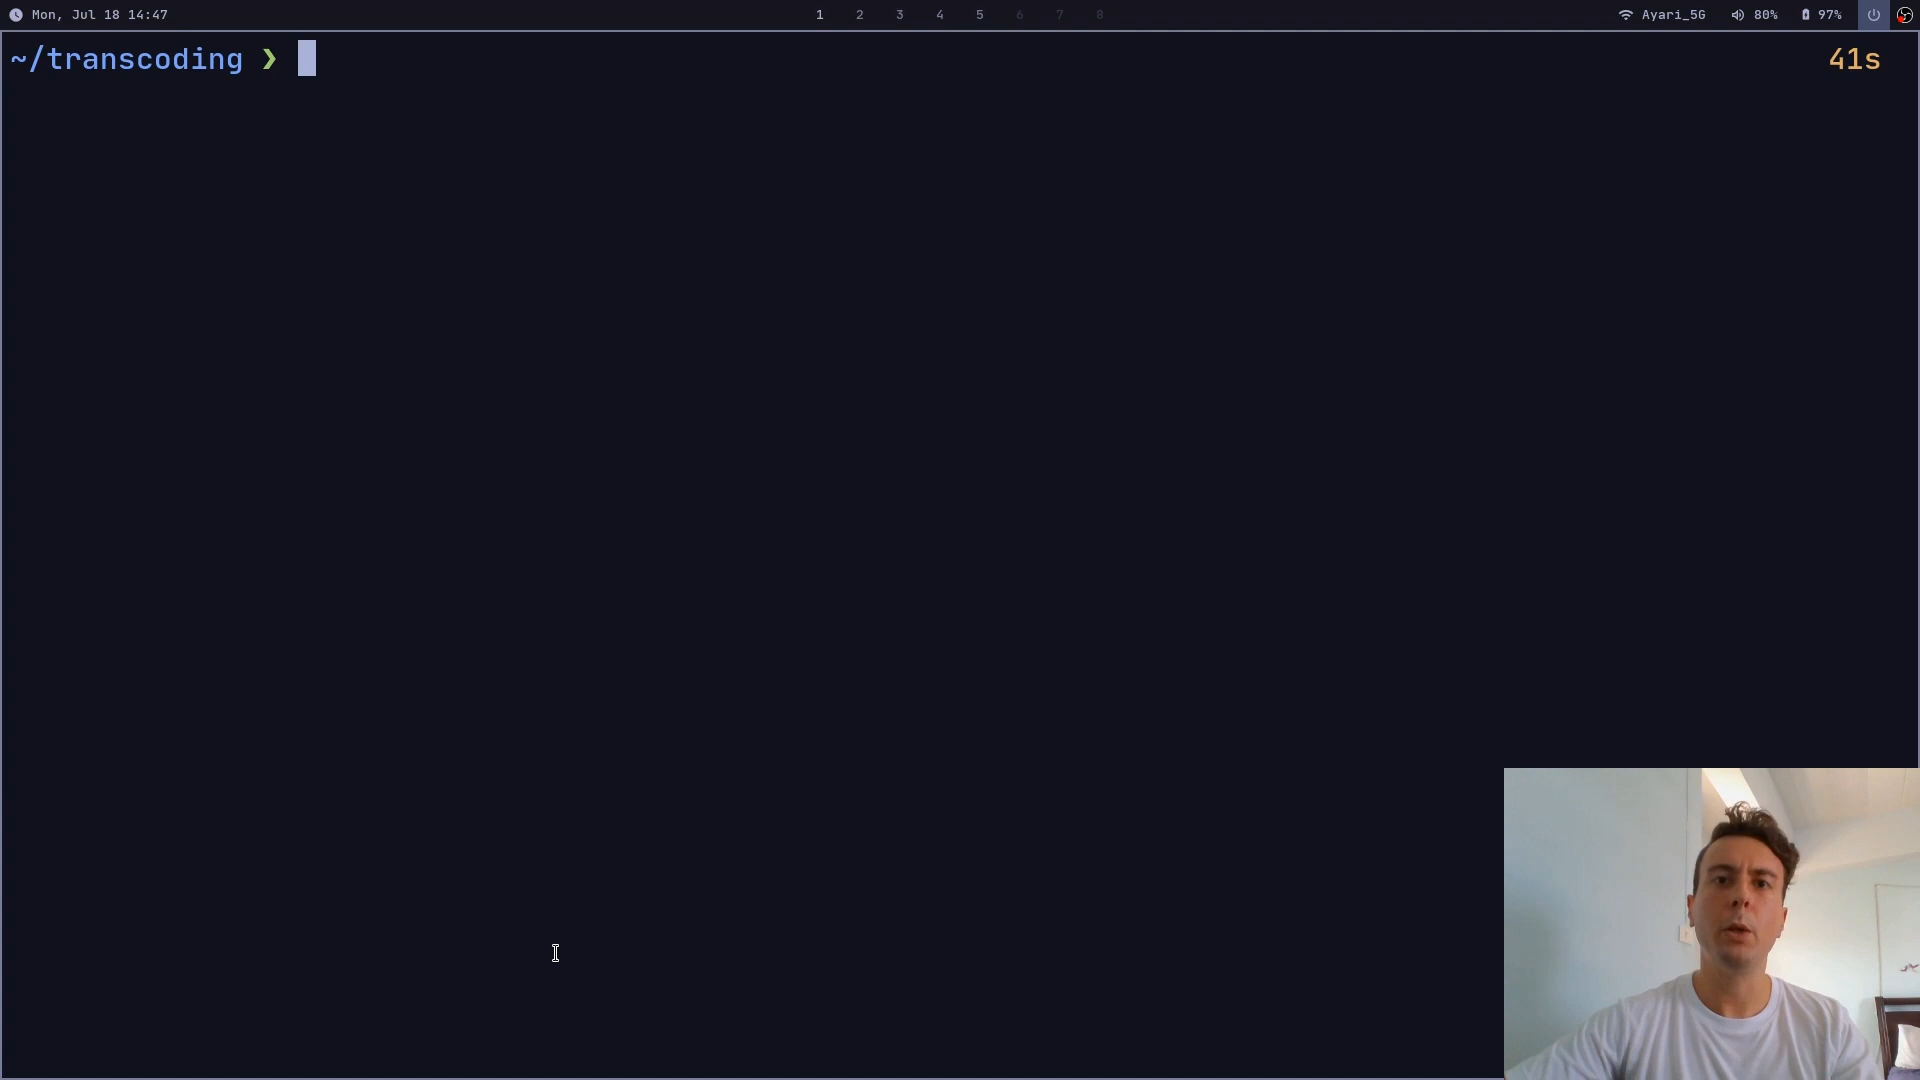 Mon, Jul 18 14:47
1 2 3 4 5 6 7 8
Ayari_5G 80% 97%
~/transcoding ❯
41s